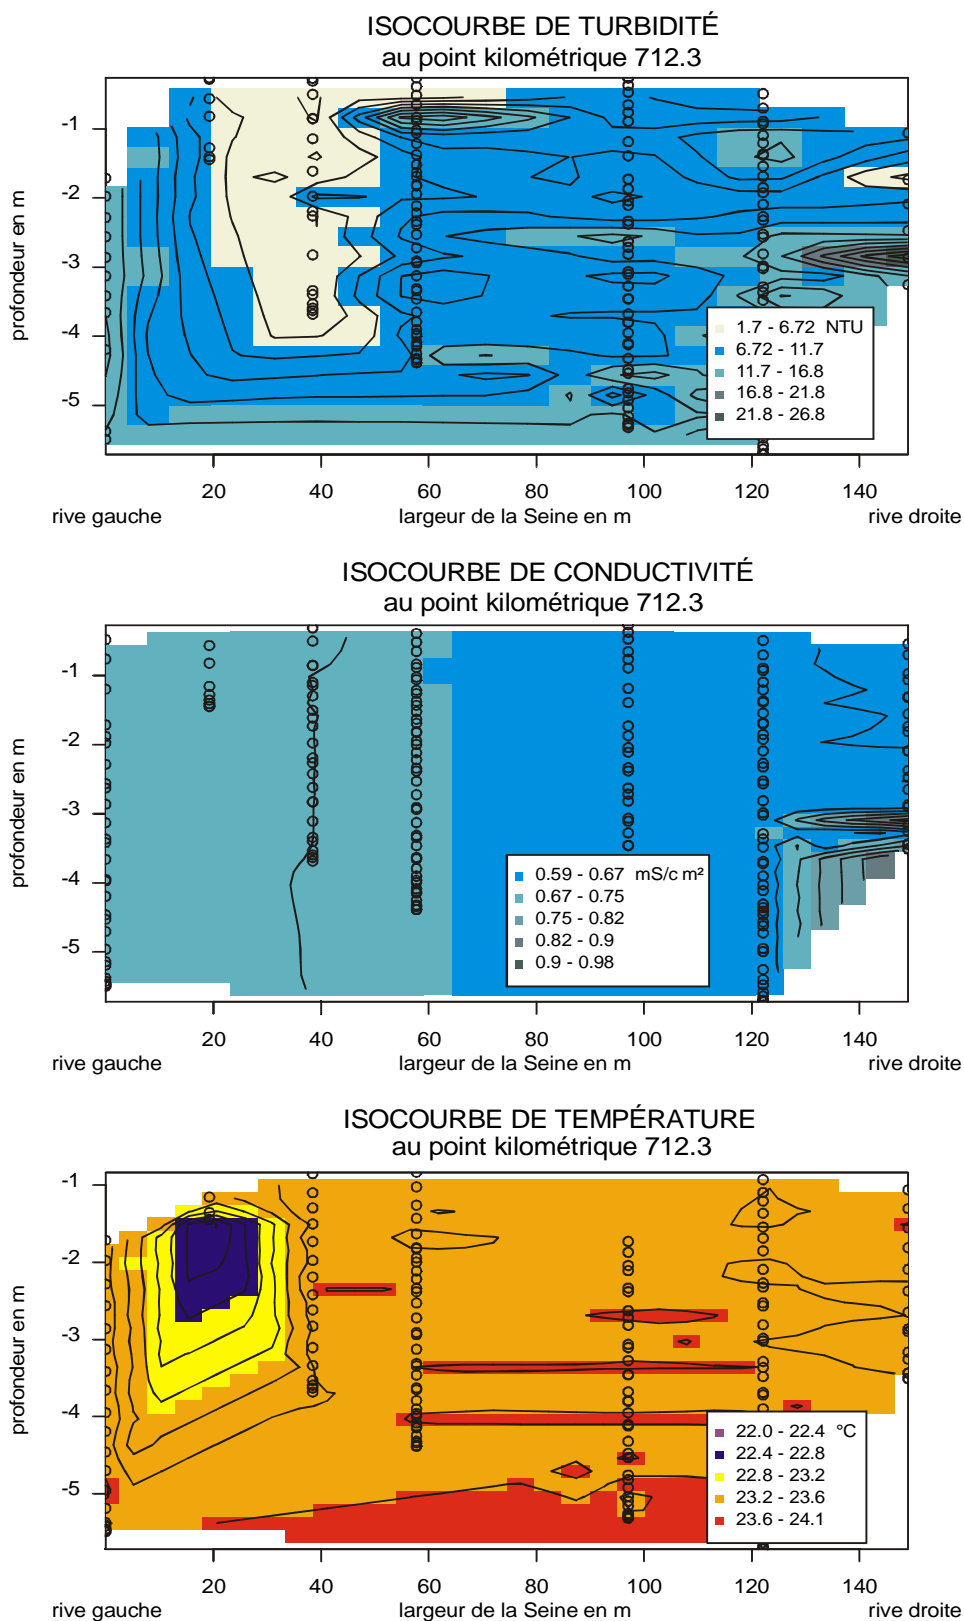 ISOCOURBE DE TURBIDITÉ
au point kilométrique 712.3
profondeur en m
-1
-2
-3
-4
-5
1.7 - 6.72 NTU
6.72 - 11.7
11.7 - 16.8
16.8 - 21.8
21.8 - 26.8
20 40 60 80 100 120 140
rive gauche largeur de la Seine en m rive droite
ISOCOURBE DE CONDUCTIVITÉ
au point kilométrique 712.3
profondeur en m
-1
-2
-3
-4
-5
0.59 - 0.67 mS/c m²
0.67 - 0.75
0.75 - 0.82
0.82 - 0.9
0.9 - 0.98
20 40 60 80 100 120 140
rive gauche largeur de la Seine en m rive droite
ISOCOURBE DE TEMPÉRATURE
au point kilométrique 712.3
profondeur en m
-1
-2
-3
-4
-5
22.0 - 22.4 °C
22.4 - 22.8
22.8 - 23.2
23.2 - 23.6
23.6 - 24.1
20 40 60 80 100 120 140
rive gauche largeur de la Seine en m rive droite